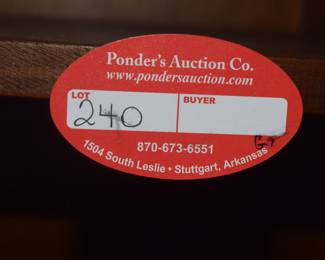 Ponder's Auction Co.
www.pondersauction.com
LOT BUYER
240
870-673-6551
1504 South Leslie • Stuttgart, Arkansas